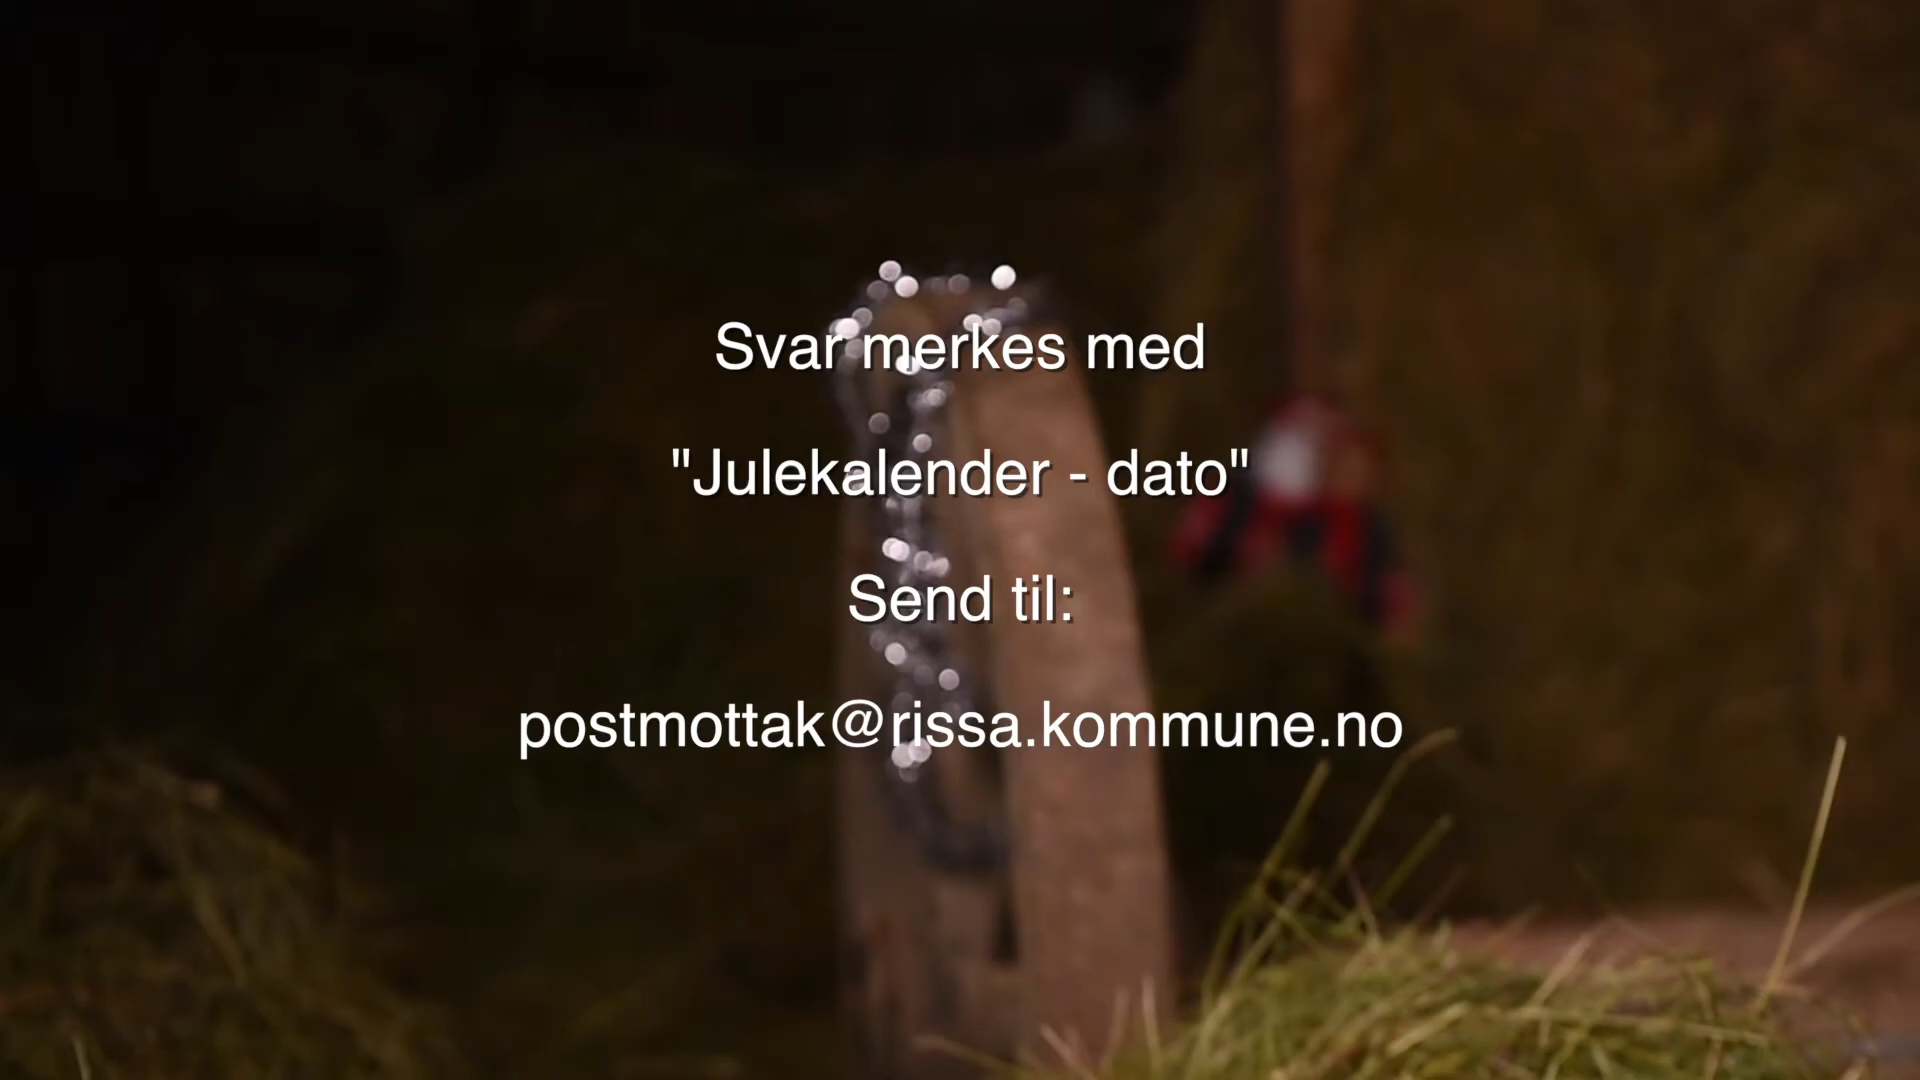 Svar merkes med
"Julekalender - dato"
Send til:
postmottak@rissa.kommune.no